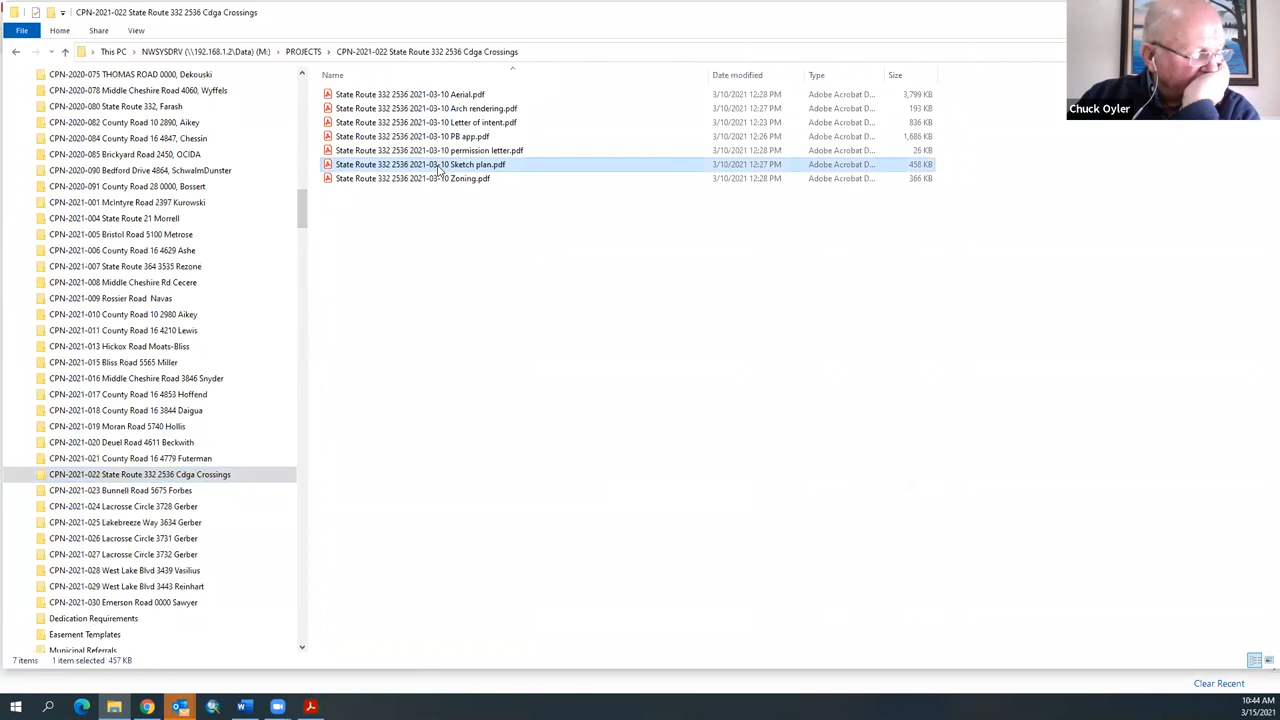 CPN-2021-022 State Route 332 2536 Cdga Crossings
File Home Share View
This PC NWSYSDRV (\\192.168.1.2\Data) (M:) PROJECTS CPN-2021-022 State Route 332 2536 Cdga Crossings
Chuck Oyler
Name Date modified Type Size
State Route 332 2536 2021-03-10 Aerial.pdf 3/10/2021 12:28 PM Adobe Acrobat D... 3,799 KB
State Route 332 2536 2021-03-10 Arch rendering.pdf 3/10/2021 12:28 PM Adobe Acrobat D... 193 KB
State Route 332 2536 2021-03-10 Letter of intent.pdf 3/10/2021 12:23 PM Adobe Acrobat D... 836 KB
State Route 332 2536 2021-03-10 PB app.pdf 3/10/2021 12:26 PM Adobe Acrobat D... 1,686 KB
State Route 332 2536 2021-03-10 permission letter.pdf 3/10/2021 12:28 PM Adobe Acrobat D... 26 KB
State Route 332 2536 2021-03-10 Sketch plan.pdf 3/10/2021 12:27 PM Adobe Acrobat D... 458 KB
State Route 332 2536 2021-03-10 Zoning.pdf 3/10/2021 12:28 PM Adobe Acrobat D... 366 KB
CPN-2020-075 THOMAS ROAD 0000, Dekouski
CPN-2020-078 Middle Cheshire Road 4060, Wyffels
CPN-2020-080 State Route 332, Farash
CPN-2020-082 County Road 10 2890, Aikey
CPN-2020-084 County Road 16 4847, Chessin
CPN-2020-085 Brickyard Road 2450, OCIDA
CPN-2020-090 Bedford Drive 4864, SchwalmDunster
CPN-2020-091 County Road 28 0000, Bossert
CPN-2021-001 McIntyre Road 2397 Kurowski
CPN-2021-004 State Route 21 Morrell
CPN-2021-005 Bristol Road 5100 Metrose
CPN-2021-006 County Road 16 4629 Ashe
CPN-2021-007 State Route 364 3535 Rezone
CPN-2021-008 Middle Cheshire Rd Cecere
CPN-2021-009 Rossier Road  Navas
CPN-2021-010 County Road 10 2980 Aikey
CPN-2021-011 County Road 16 4210 Lewis
CPN-2021-013 Hickox Road Moats-Bliss
CPN-2021-015 Bliss Road 5565 Miller
CPN-2021-016 Middle Cheshire Road 3846 Snyder
CPN-2021-017 County Road 16 4853 Hoffend
CPN-2021-018 County Road 16 3844 Daigua
CPN-2021-019 Moran Road 5740 Hollis
CPN-2021-020 Deuel Road 4611 Beckwith
CPN-2021-021 County Road 16 4779 Futerman
CPN-2021-022 State Route 332 2536 Cdga Crossings
CPN-2021-023 Bunnell Road 5675 Forbes
CPN-2021-024 Lacrosse Circle 3728 Gerber
CPN-2021-025 Lakebreeze Way 3634 Gerber
CPN-2021-026 Lacrosse Circle 3731 Gerber
CPN-2021-027 Lacrosse Circle 3732 Gerber
CPN-2021-028 West Lake Blvd 3439 Vasilius
CPN-2021-029 West Lake Blvd 3443 Reinhart
CPN-2021-030 Emerson Road 0000 Sawyer
Dedication Requirements
Easement Templates
Municipal Referrals
7 items 1 item selected 457 KB
Clear Recent
10:44 AM
3/15/2021